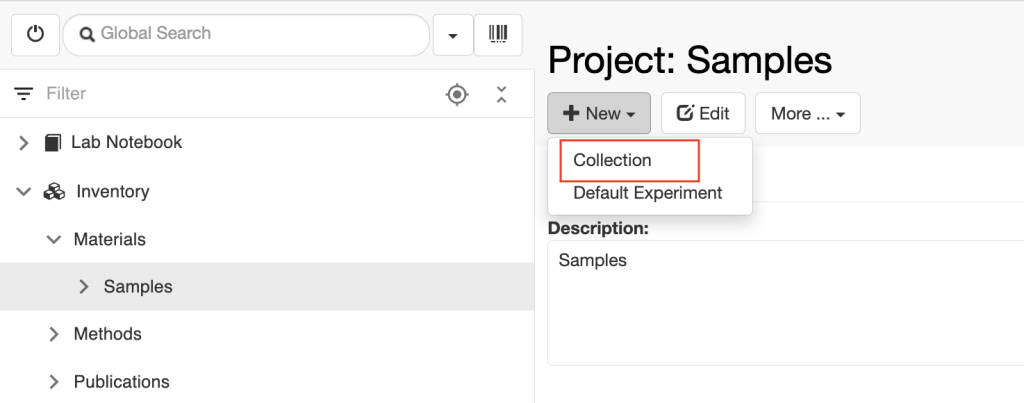 Global Search
Filter
Lab Notebook
Inventory
Materials
Samples
Methods
Publications
Project: Samples
New
Edit
More ...
Collection
Default Experiment
Description:
Samples